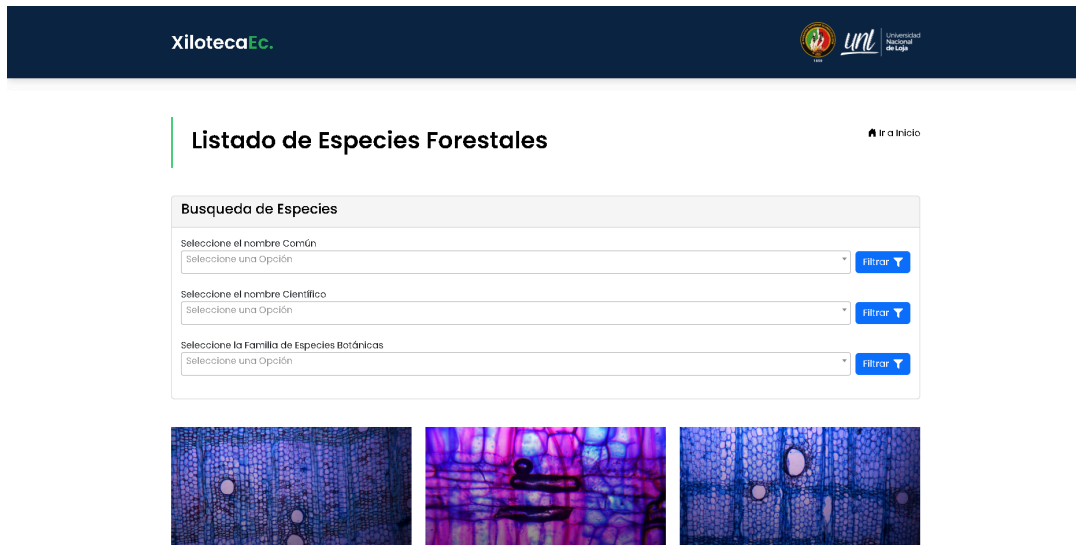 XilotecaEc.
1859
unl
Universidad
Nacional
de Loja
Listado de Especies Forestales
Ir a Inicio
Busqueda de Especies
Seleccione el nombre Común
Seleccione una Opción
Filtrar
Seleccione el nombre Científico
Seleccione una Opción
Filtrar
Seleccione la Familia de Especies Botánicas
Seleccione una Opción
Filtrar